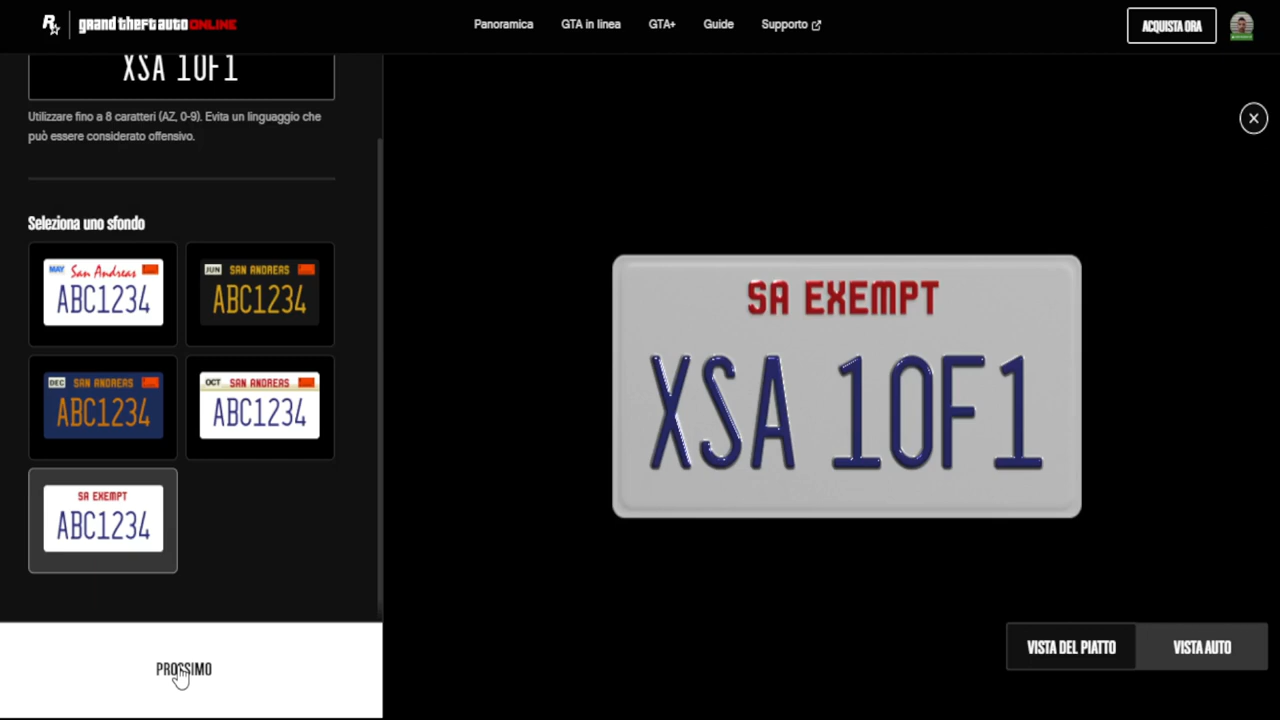 grand theft auto ONLINE
Panoramica
GTA in linea
GTA+
Guide
Supporto
ACQUISTA ORA
XSA 10F1
Utilizzare fino a 8 caratteri (AZ, 0-9). Evita un linguaggio che
può essere considerato offensivo.
Seleziona uno sfondo
MAY San Andreas
ABC1234
JUN SAN ANDREAS
ABC1234
DEC SAN ANDREAS
ABC1234
OCT SAN ANDREAS
ABC1234
SA EXEMPT
ABC1234
PROSSIMO
SA EXEMPT
XSA 10F1
VISTA DEL PIATTO
VISTA AUTO